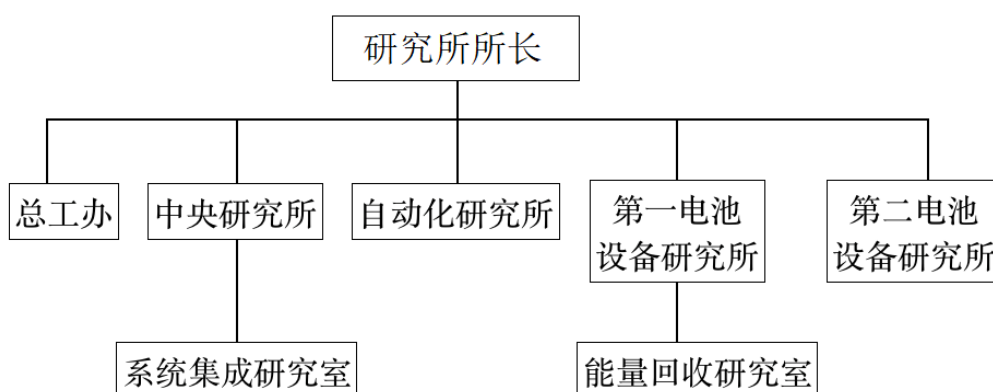 研究所所长
总工办
中央研究所
自动化研究所
第一电池
设备研究所
第二电池
设备研究所
系统集成研究室
能量回收研究室